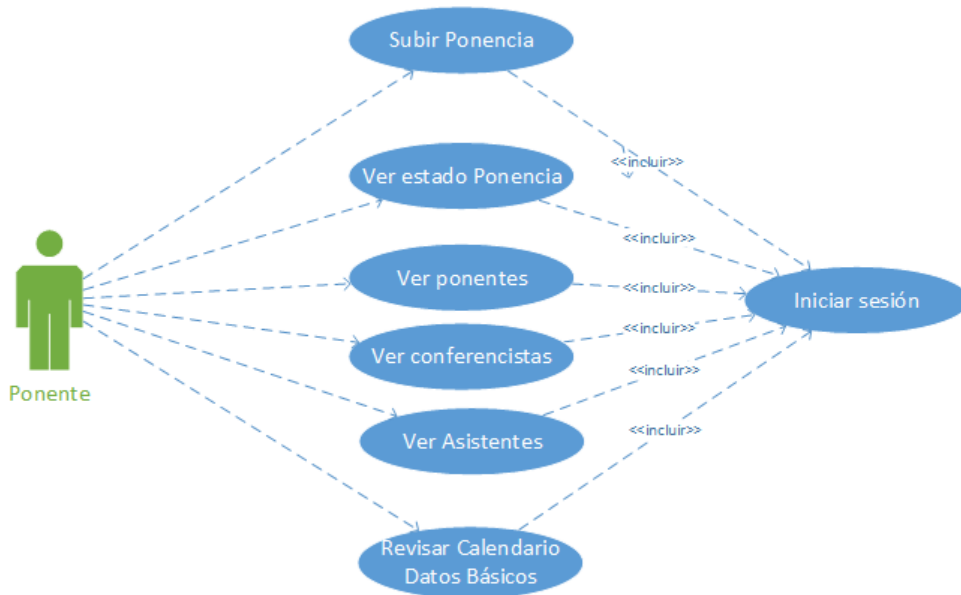 Subir Ponencia
<<incluir>>
Ver estado Ponencia
<<incluir>>
Ver ponentes
<<incluir>>
Iniciar sesión
Ver conferencistas
<<incluir>>
Ponente
<<incluir>>
Ver Asistentes
<<incluir>>
Revisar Calendario
Datos Básicos